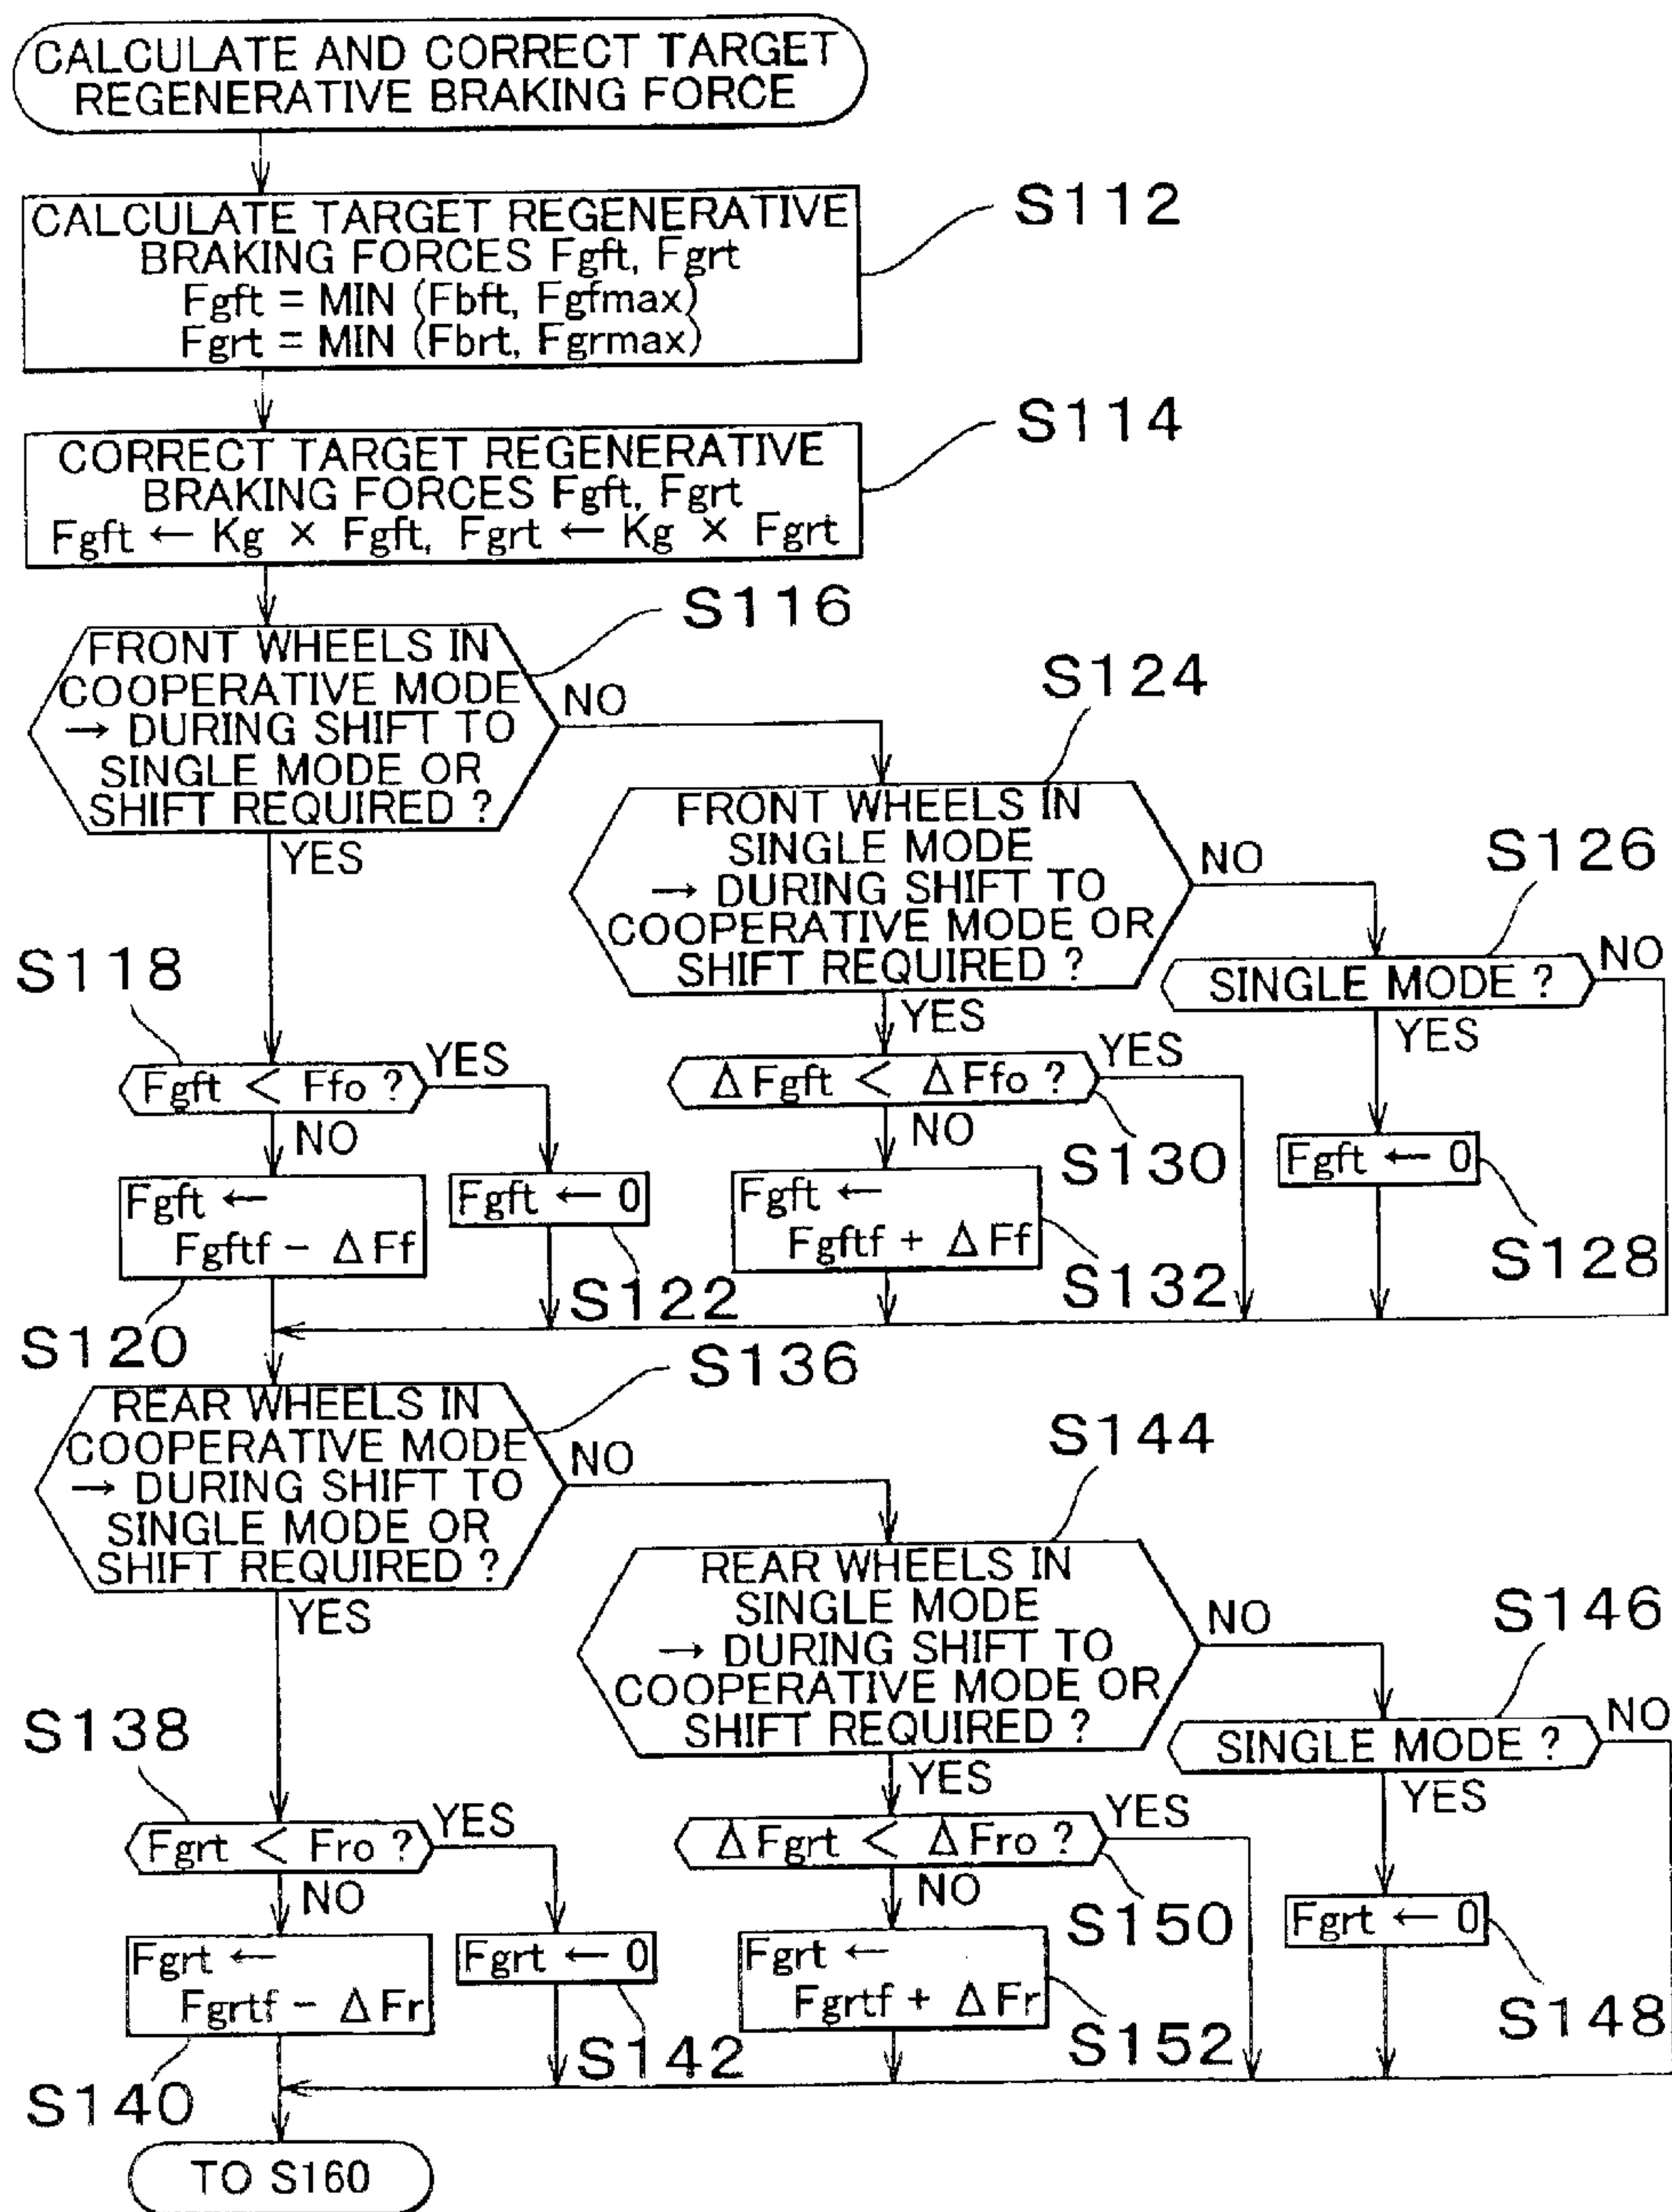 CALCULATE AND CORRECT TARGET
REGENERATIVE BRAKING FORCE
CALCULATE TARGET REGENERATIVE
BRAKING FORCES Fgft, Fgrt
Fgft = MIN (Fbft, Fgfmax)
Fgrt = MIN (Fbrt, Fgrmax)
S112
CORRECT TARGET REGENERATIVE
BRAKING FORCES Fgft, Fgrt
Fgft ← Kg × Fgft, Fgrt ← Kg × Fgrt
S114
FRONT WHEELS IN
COOPERATIVE MODE
→ DURING SHIFT TO
SINGLE MODE OR
SHIFT REQUIRED ?
S116
NO
YES
FRONT WHEELS IN
SINGLE MODE
→ DURING SHIFT TO
COOPERATIVE MODE OR
SHIFT REQUIRED ?
S124
NO
YES
SINGLE MODE ?
S126
NO
YES
S118
Fgft < Ffo ?
YES
NO
ΔFgft < ΔFfo ?
YES
NO
S130
Fgft ←
Fgftf - ΔFf
S120
Fgft ← 0
S122
Fgft ←
Fgftf + ΔFf
S132
Fgft ← 0
S128
REAR WHEELS IN
COOPERATIVE MODE
→ DURING SHIFT TO
SINGLE MODE OR
SHIFT REQUIRED ?
S136
NO
YES
REAR WHEELS IN
SINGLE MODE
→ DURING SHIFT TO
COOPERATIVE MODE OR
SHIFT REQUIRED ?
S144
NO
YES
SINGLE MODE ?
S146
NO
YES
S138
Fgrt < Fro ?
YES
NO
ΔFgrt < ΔFro ?
YES
NO
S150
Fgrt ←
Fgrtf - ΔFr
S140
Fgrt ← 0
S142
Fgrt ←
Fgrtf + ΔFr
S152
Fgrt ← 0
S148
TO S160